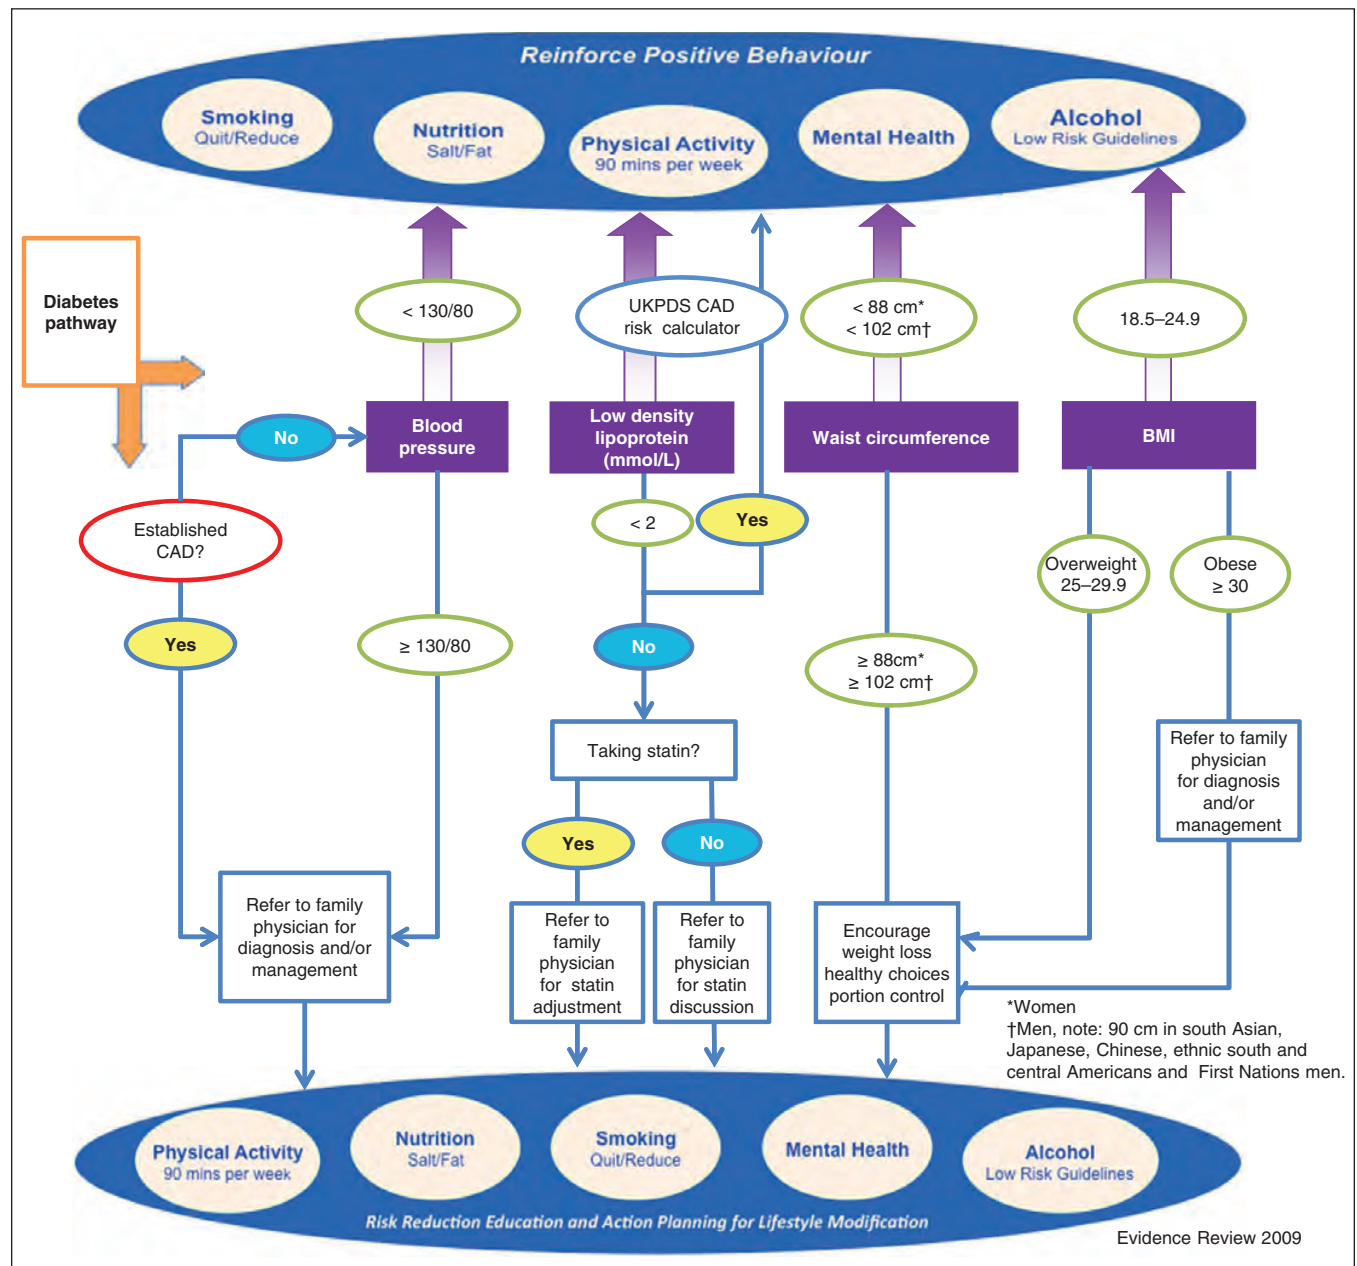 Reinforce Positive Behaviour
Smoking
Quit/Reduce
Nutrition
Salt/Fat
Physical Activity
90 mins per week
Mental Health
Alcohol
Low Risk Guidelines
Diabetes
pathway
< 130/80
UKPDS CAD
risk calculator
< 88 cm*
< 102 cm†
18.5–24.9
No
Blood
pressure
Low density
lipoprotein
(mmol/L)
Waist circumference
BMI
Established
CAD?
< 2
Yes
Overweight
25–29.9
Obese
≥ 30
Yes
≥ 130/80
No
≥ 88cm*
≥ 102 cm†
Taking statin?
Refer to family
physician
for diagnosis
and/or
management
Yes
No
Refer to family
physician for
diagnosis and/or
management
Refer to
family
physician
for statin
adjustment
Refer to
family
physician
for statin
discussion
Encourage
weight loss
healthy choices
portion control
*Women
†Men, note: 90 cm in south Asian,
Japanese, Chinese, ethnic south and
central Americans and First Nations men.
Physical Activity
90 mins per week
Nutrition
Salt/Fat
Smoking
Quit/Reduce
Mental Health
Alcohol
Low Risk Guidelines
Risk Reduction Education and Action Planning for Lifestyle Modification
Evidence Review 2009